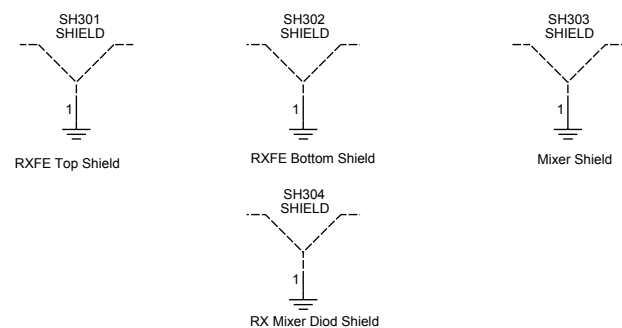 SH301
SHIELD
1
RXFE Top Shield
SH302
SHIELD
1
RXFE Bottom Shield
SH303
SHIELD
1
Mixer Shield
SH304
SHIELD
1
RX Mixer Diod Shield